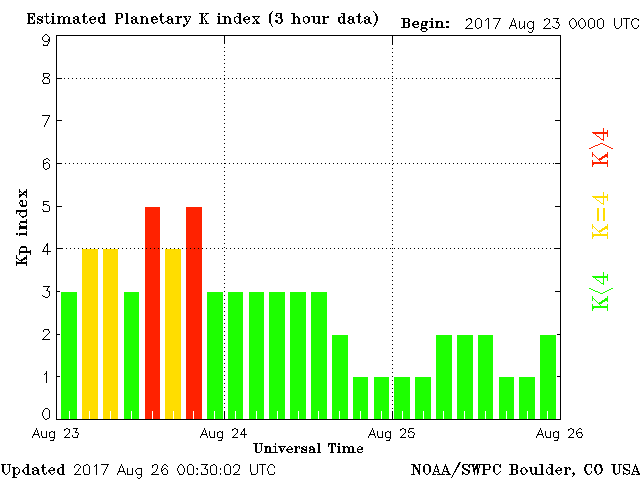 Estimated Planetary K index (3 hour data) Begin: 2017 Aug 23 0000 UTC
9
8
7
6
5
4
3
2
1
0
Kp index
K>4
K=4
K<4
Aug 23 Aug 24 Aug 25 Aug 26
Universal Time
Updated 2017 Aug 26 00:30:02 UTC NOAA/SWPC Boulder, CO USA